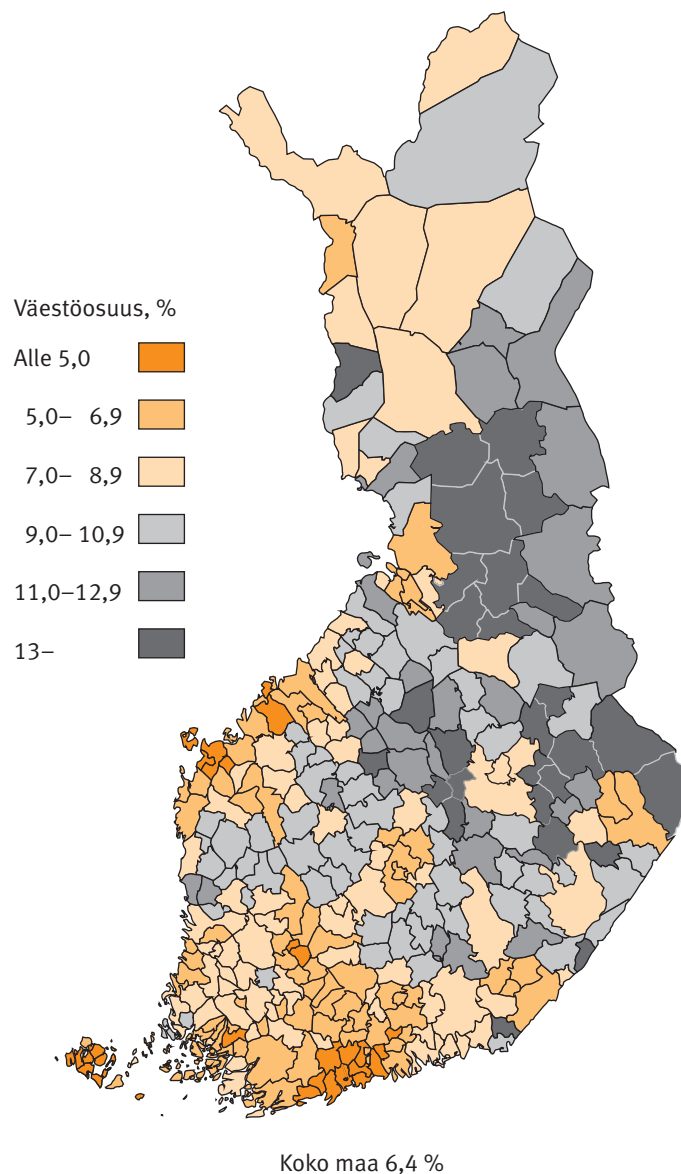 Väestöosuus, %
Alle 5,0
5,0– 6,9
7,0– 8,9
9,0– 10,9
11,0–12,9
13–
Koko maa 6,4 %